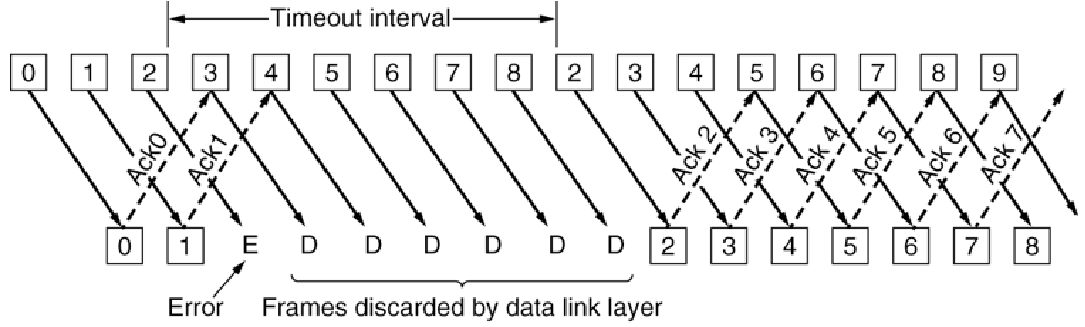 Timeout interval
0 1 2 3 4 5 6 7 8 2 3 4 5 6 7 8 9
Ack0 Ack1 Ack 2 Ack 3 Ack 4 Ack 5 Ack 6 Ack 7
0 1 E D D D D D D 2 3 4 5 6 7 8
Error Frames discarded by data link layer